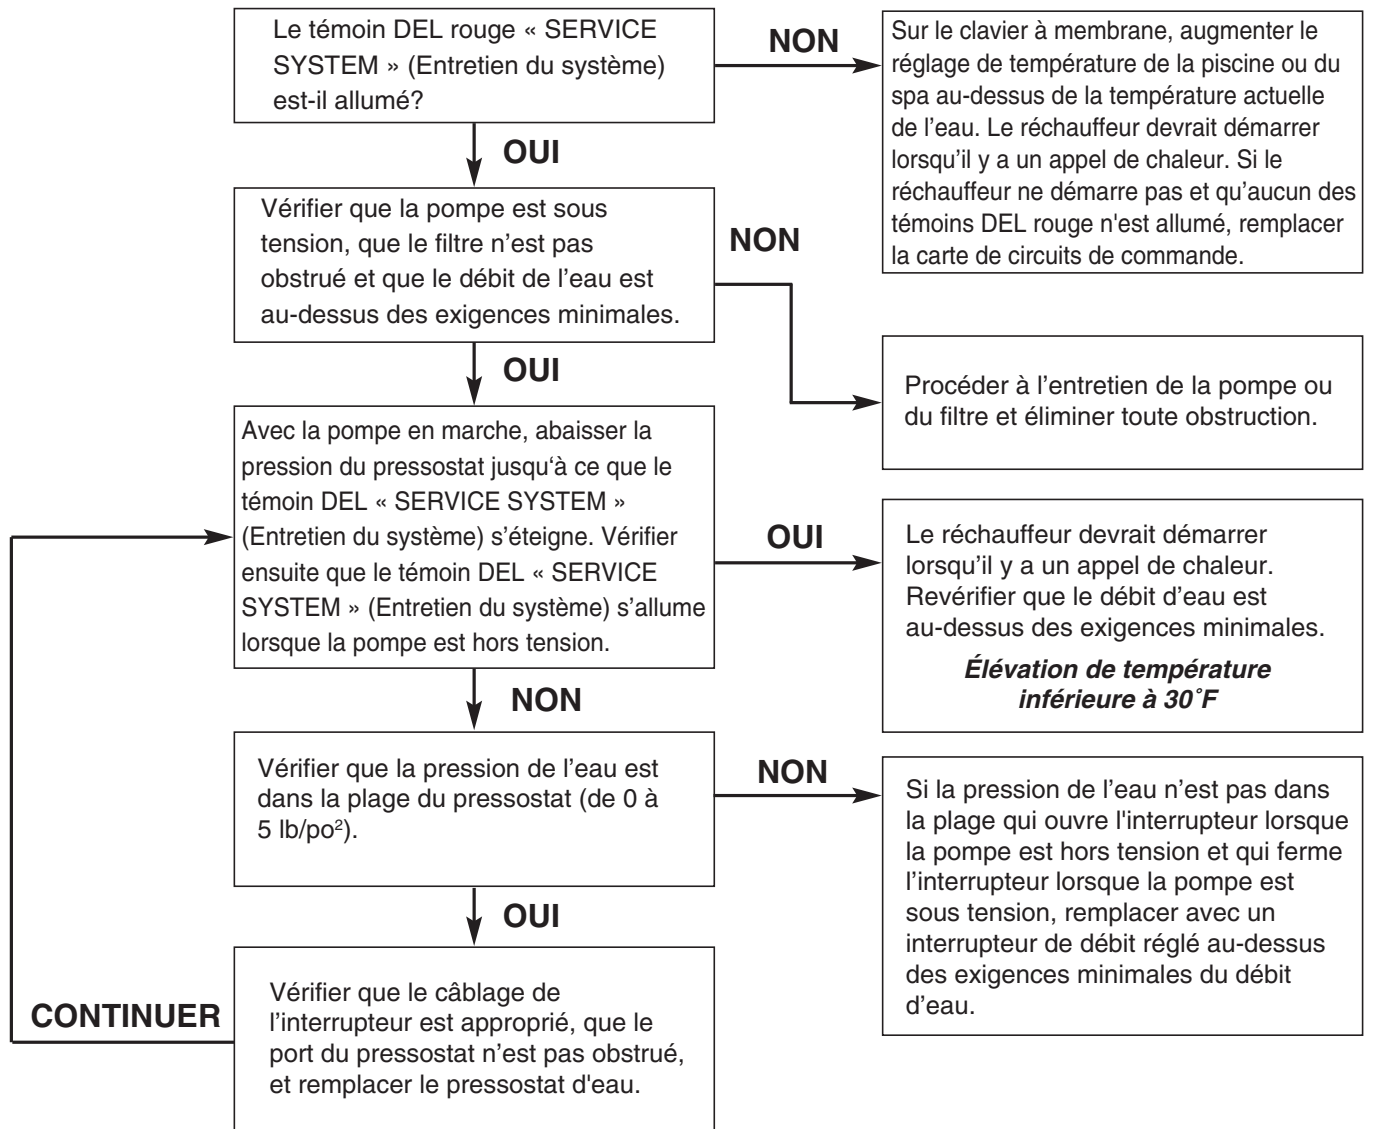 Le témoin DEL rouge « SERVICE
SYSTEM » (Entretien du système)
est-il allumé?
NON
Sur le clavier à membrane, augmenter le
réglage de température de la piscine ou du
spa au-dessus de la température actuelle
de l’eau. Le réchauffeur devrait démarrer
lorsqu’il y a un appel de chaleur. Si le
réchauffeur ne démarre pas et qu’aucun des
témoins DEL rouge n'est allumé, remplacer
la carte de circuits de commande.
OUI
Vérifier que la pompe est sous
tension, que le filtre n’est pas
obstrué et que le débit de l’eau est
au-dessus des exigences minimales.
NON
Procéder à l’entretien de la pompe ou
du filtre et éliminer toute obstruction.
OUI
Avec la pompe en marche, abaisser la
pression du pressostat jusqu‘à ce que le
témoin DEL « SERVICE SYSTEM »
(Entretien du système) s’éteigne. Vérifier
ensuite que le témoin DEL « SERVICE
SYSTEM » (Entretien du système) s’allume
lorsque la pompe est hors tension.
OUI
Le réchauffeur devrait démarrer
lorsqu’il y a un appel de chaleur.
Revérifier que le débit d’eau est
au-dessus des exigences minimales.
Élévation de température
inférieure à 30˚F
NON
Vérifier que la pression de l’eau est
dans la plage du pressostat (de 0 à
5 lb/po²).
NON
Si la pression de l’eau n’est pas dans
la plage qui ouvre l'interrupteur lorsque
la pompe est hors tension et qui ferme
l’interrupteur lorsque la pompe est
sous tension, remplacer avec un
interrupteur de débit réglé au-dessus
des exigences minimales du débit
d’eau.
OUI
Vérifier que le câblage de
l’interrupteur est approprié, que le
port du pressostat n’est pas obstrué,
et remplacer le pressostat d'eau.
CONTINUER